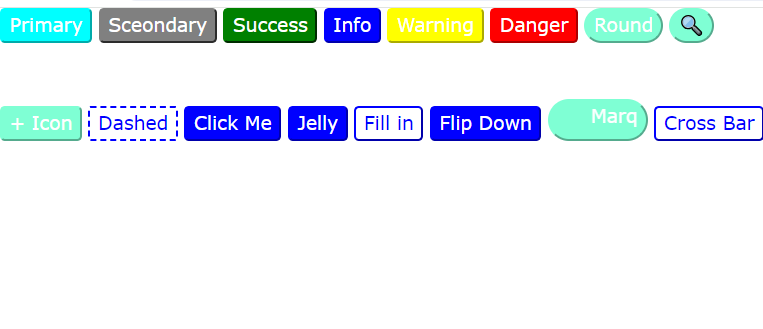 Primary Sceondary Success Info Warning Danger Round
+ Icon Dashed Click Me Jelly Fill in Flip Down Marq Cross Bar